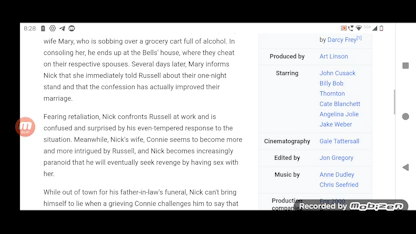 8:28
wife Mary, who is sobbing over a grocery cart full of alcohol. In
consoling her, he ends up at the Bells' house, where they cheat
on their respective spouses. Several days later, Mary informs
Nick that she immediately told Russell about their one-night
stand and that the confession has actually improved their
marriage.
Fearing retaliation, Nick confronts Russell at work and is
confused and surprised by his even-tempered response to the
situation. Meanwhile, Nick's wife, Connie seems to become more
and more intrigued by Russell, and Nick becomes increasingly
paranoid that he will eventually seek revenge by having sex with
her.
While out of town for his father-in-law's funeral, Nick can't bring
himself to lie when a grieving Connie challenges him to say that
by Darcy Frey[1]
Produced by Art Linson
Starring John Cusack
Billy Bob
Thornton
Cate Blanchett
Angelina Jolie
Jake Weber
Cinematography Gale Tattersall
Edited by Jon Gregory
Music by Anne Dudley
Chris Seefried
Production
Recorded by Mobizen